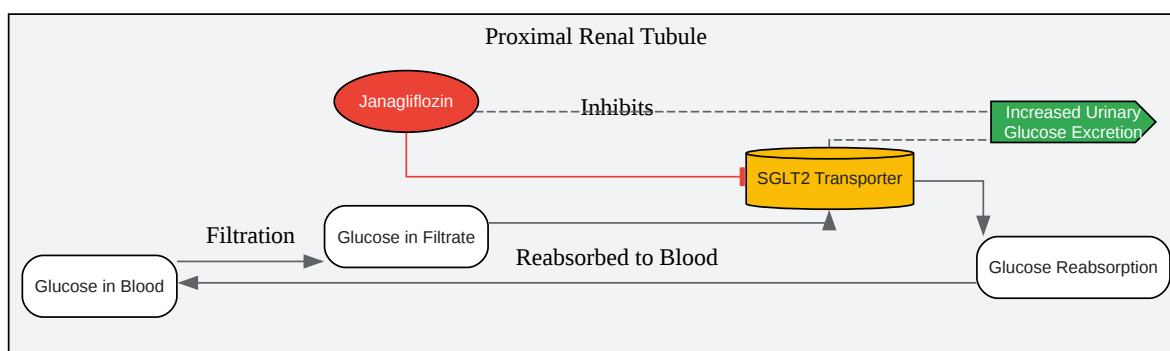 Proximal Renal Tubule
Janagliflozin
Inhibits
Increased Urinary
Glucose Excretion
SGLT2 Transporter
Filtration
Glucose in Filtrate
Reabsorbed to Blood
Glucose Reabsorption
Glucose in Blood